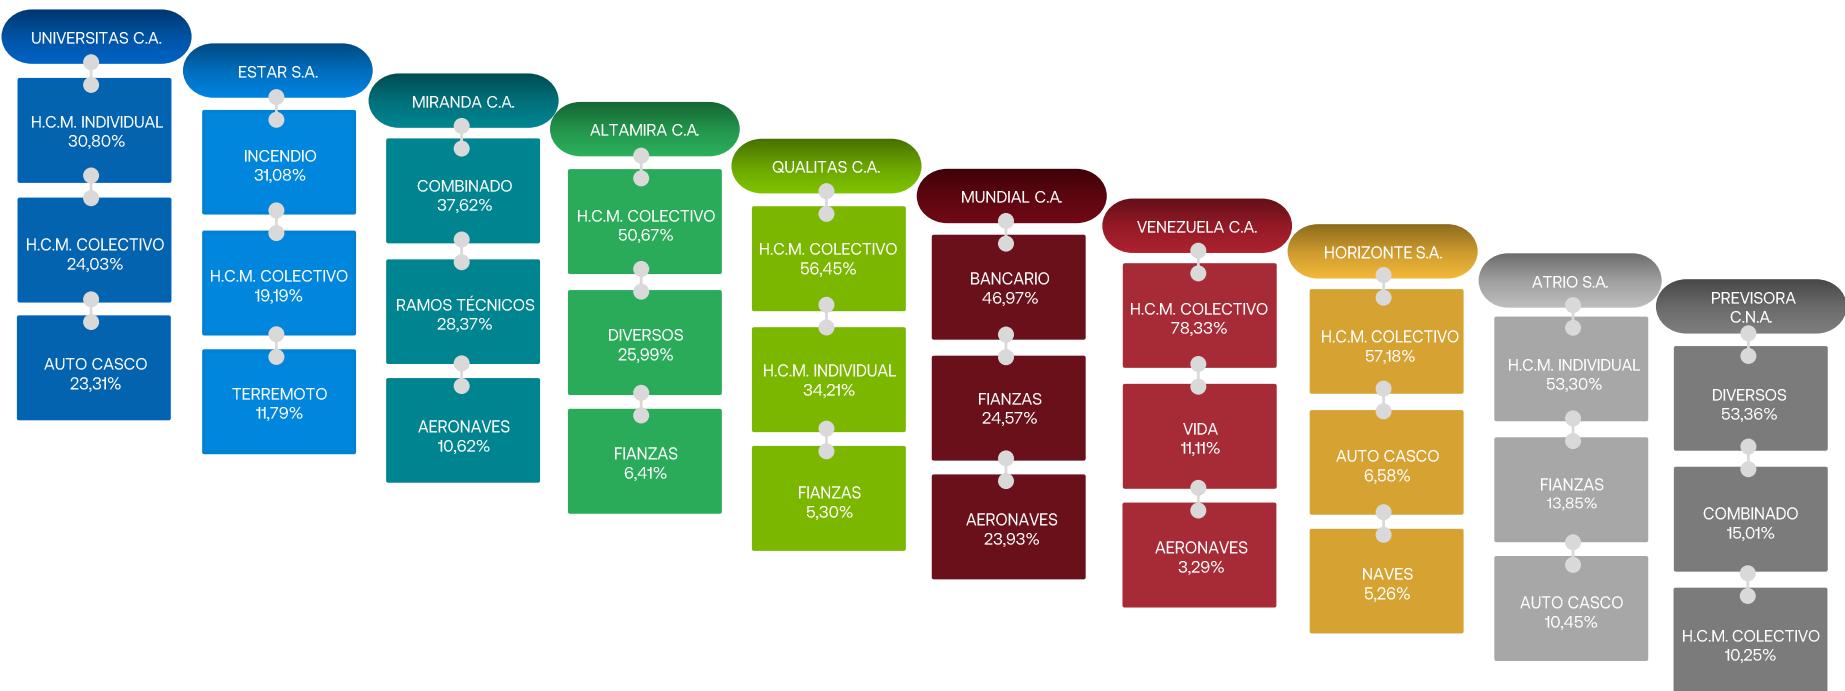 UNIVERSITAS C.A.
H.C.M. INDIVIDUAL
30,80%
H.C.M. COLECTIVO
24,03%
AUTO CASCO
23,31%
ESTAR S.A.
INCENDIO
31,08%
H.C.M. COLECTIVO
19,19%
TERREMOTO
11,79%
MIRANDA C.A.
COMBINADO
37,62%
RAMOS TÉCNICOS
28,37%
AERONAVES
10,62%
ALTAMIRA C.A.
H.C.M. COLECTIVO
50,67%
DIVERSOS
25,99%
FIANZAS
6,41%
QUALITAS C.A.
H.C.M. COLECTIVO
56,45%
H.C.M. INDIVIDUAL
34,21%
FIANZAS
5,30%
MUNDIAL C.A.
BANCARIO
46,97%
FIANZAS
24,57%
AERONAVES
23,93%
VENEZUELA C.A.
H.C.M. COLECTIVO
78,33%
VIDA
11,11%
AERONAVES
3,29%
HORIZONTE S.A.
H.C.M. COLECTIVO
57,18%
AUTO CASCO
6,58%
NAVES
5,26%
ATRIO S.A.
H.C.M. INDIVIDUAL
53,30%
FIANZAS
13,85%
AUTO CASCO
10,45%
PREVISORA
C.N.A.
DIVERSOS
53,36%
COMBINADO
15,01%
H.C.M. COLECTIVO
10,25%